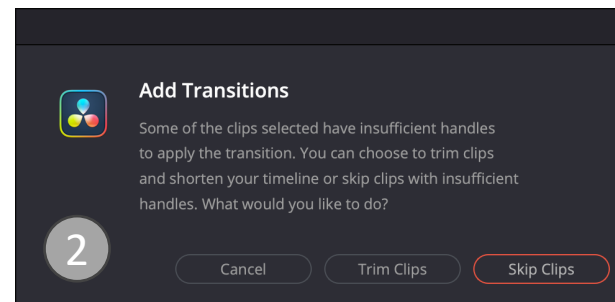 Add Transitions
Some of the clips selected have insufficient handles
to apply the transition. You can choose to trim clips
and shorten your timeline or skip clips with insufficient
handles. What would you like to do?
2
Cancel Trim Clips Skip Clips